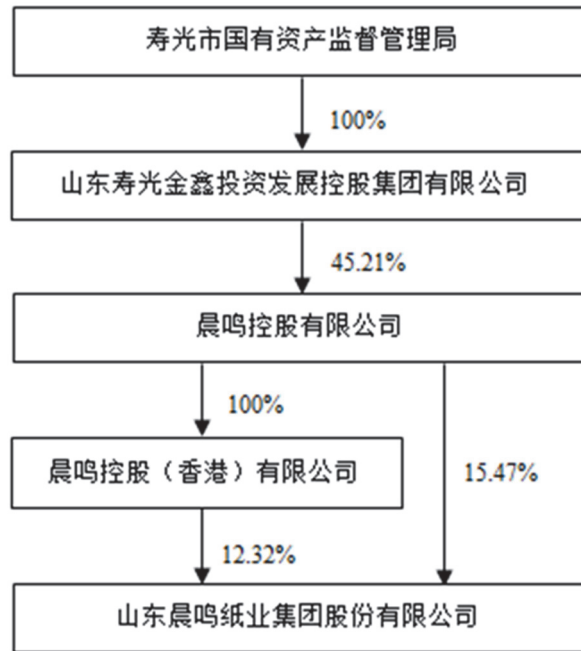 寿光市国有资产监督管理局
100%
山东寿光金鑫投资发展控股集团有限公司
45.21%
晨鸣控股有限公司
100%
晨鸣控股（香港）有限公司
15.47%
12.32%
山东晨鸣纸业集团股份有限公司